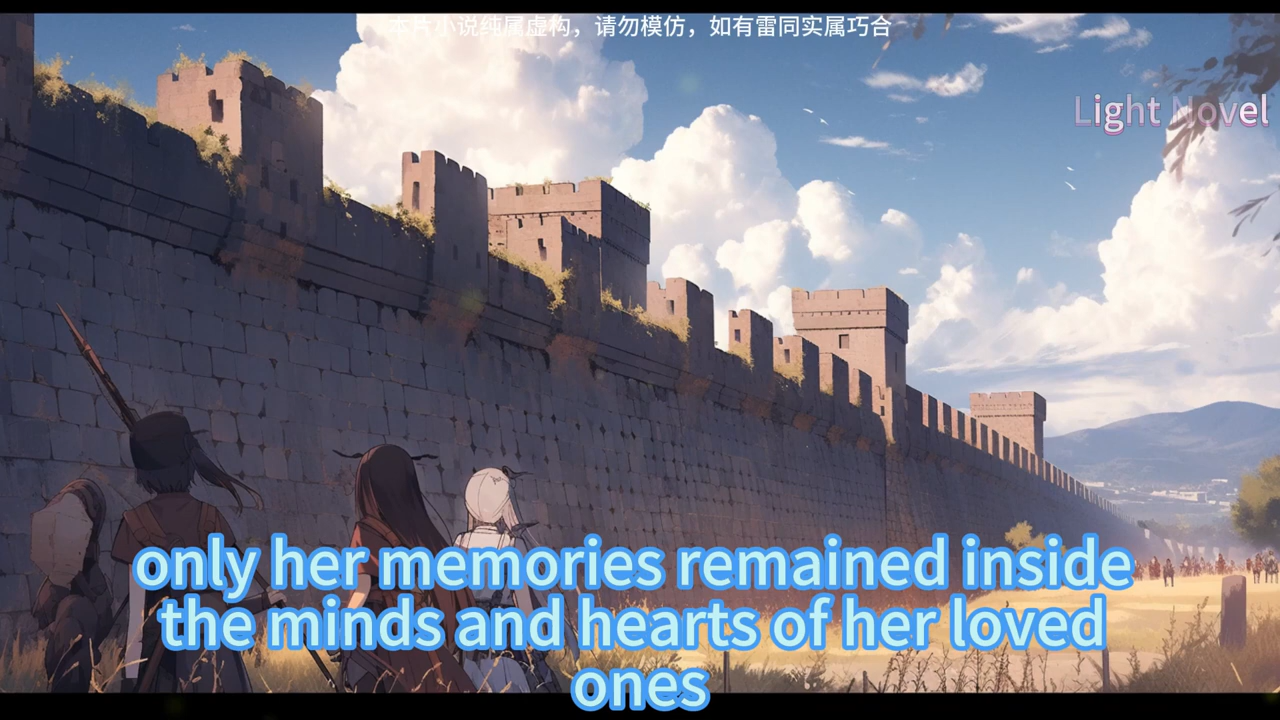 本片小说纯属虚构，请勿模仿，如有雷同实属巧合
Light Novel
only her memories remained inside
the minds and hearts of her loved
ones